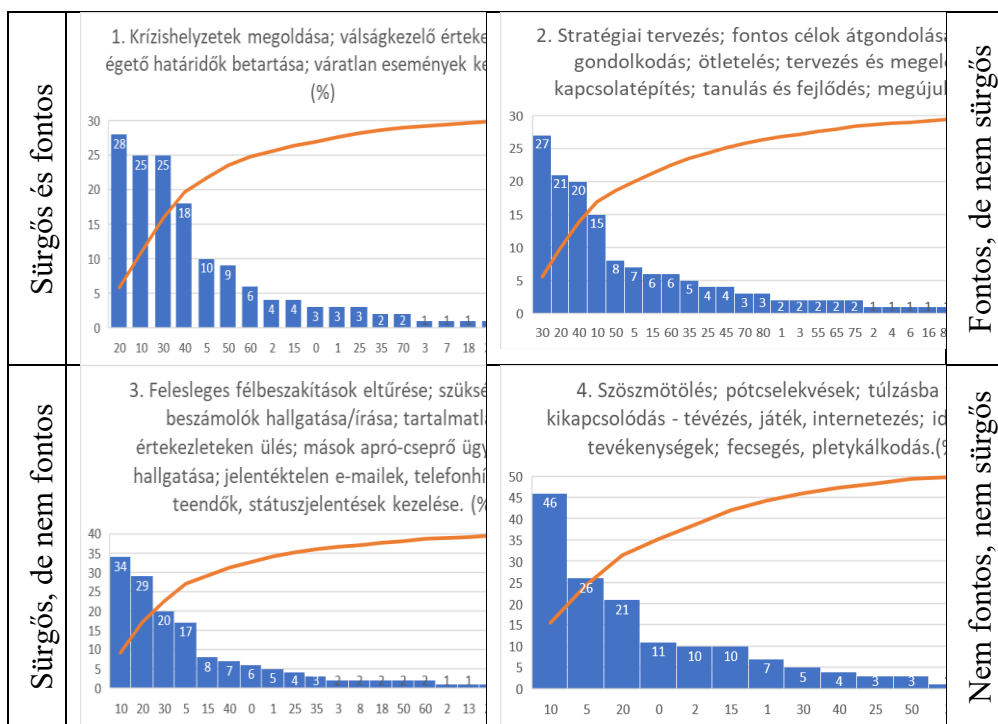 Sürgős és fontos
1. Krízishelyzetek megoldása; válságkezelő
égető határidők betartása; váratlan események
(%)
30
25
20
15
10
5
0
28 25 25 18 10 9 6 4 4 3 3 3 2 2 1 1 1
20 10 30 40 5 50 60 2 15 0 1 25 35 70 3 7 18
2. Stratégiai tervezés; fontos célok
gondolkodás; ötletelés; tervezés és
kapcsolatépítés; tanulás és fejlődés;
30
25
20
15
10
5
0
27 21 20 15 8 7 6 6 5 4 4 3 3 2 2 2 2 2 1 1 1 1
30 20 40 10 50 5 15 60 35 25 45 70 80 1 3 55 65 75 2 4 6 16
Fontos, de nem sürgős
Sürgős, de nem fontos
3. Felesleges félbeszakítások eltűrése;
beszámolók hallgatása/írása;
értekezleteken ülés; mások apró-cseprő
hallgatása; jelentéktelen e-mailek,
teendők, státuszjelentések kezelése. (%
40
35
30
25
20
15
10
5
0
34 29 20 17 8 7 6 5 4 3 2 2 2 2 2 1 1
10 20 30 5 15 40 0 1 25 35 3 8 18 50 60 2 13
4. Szöszmötölés; pótcselekvések; túlzásba
kikapcsolódás - tévézés, játék, internetezés;
tevékenységek; fecsegés, pletykálkodás.(%
50
45
40
35
30
25
20
15
10
5
0
46 26 21 11 10 10 7 5 4 3 3 1
10 5 20 0 2 15 1 30 40 25 50
Nem fontos, nem sürgős